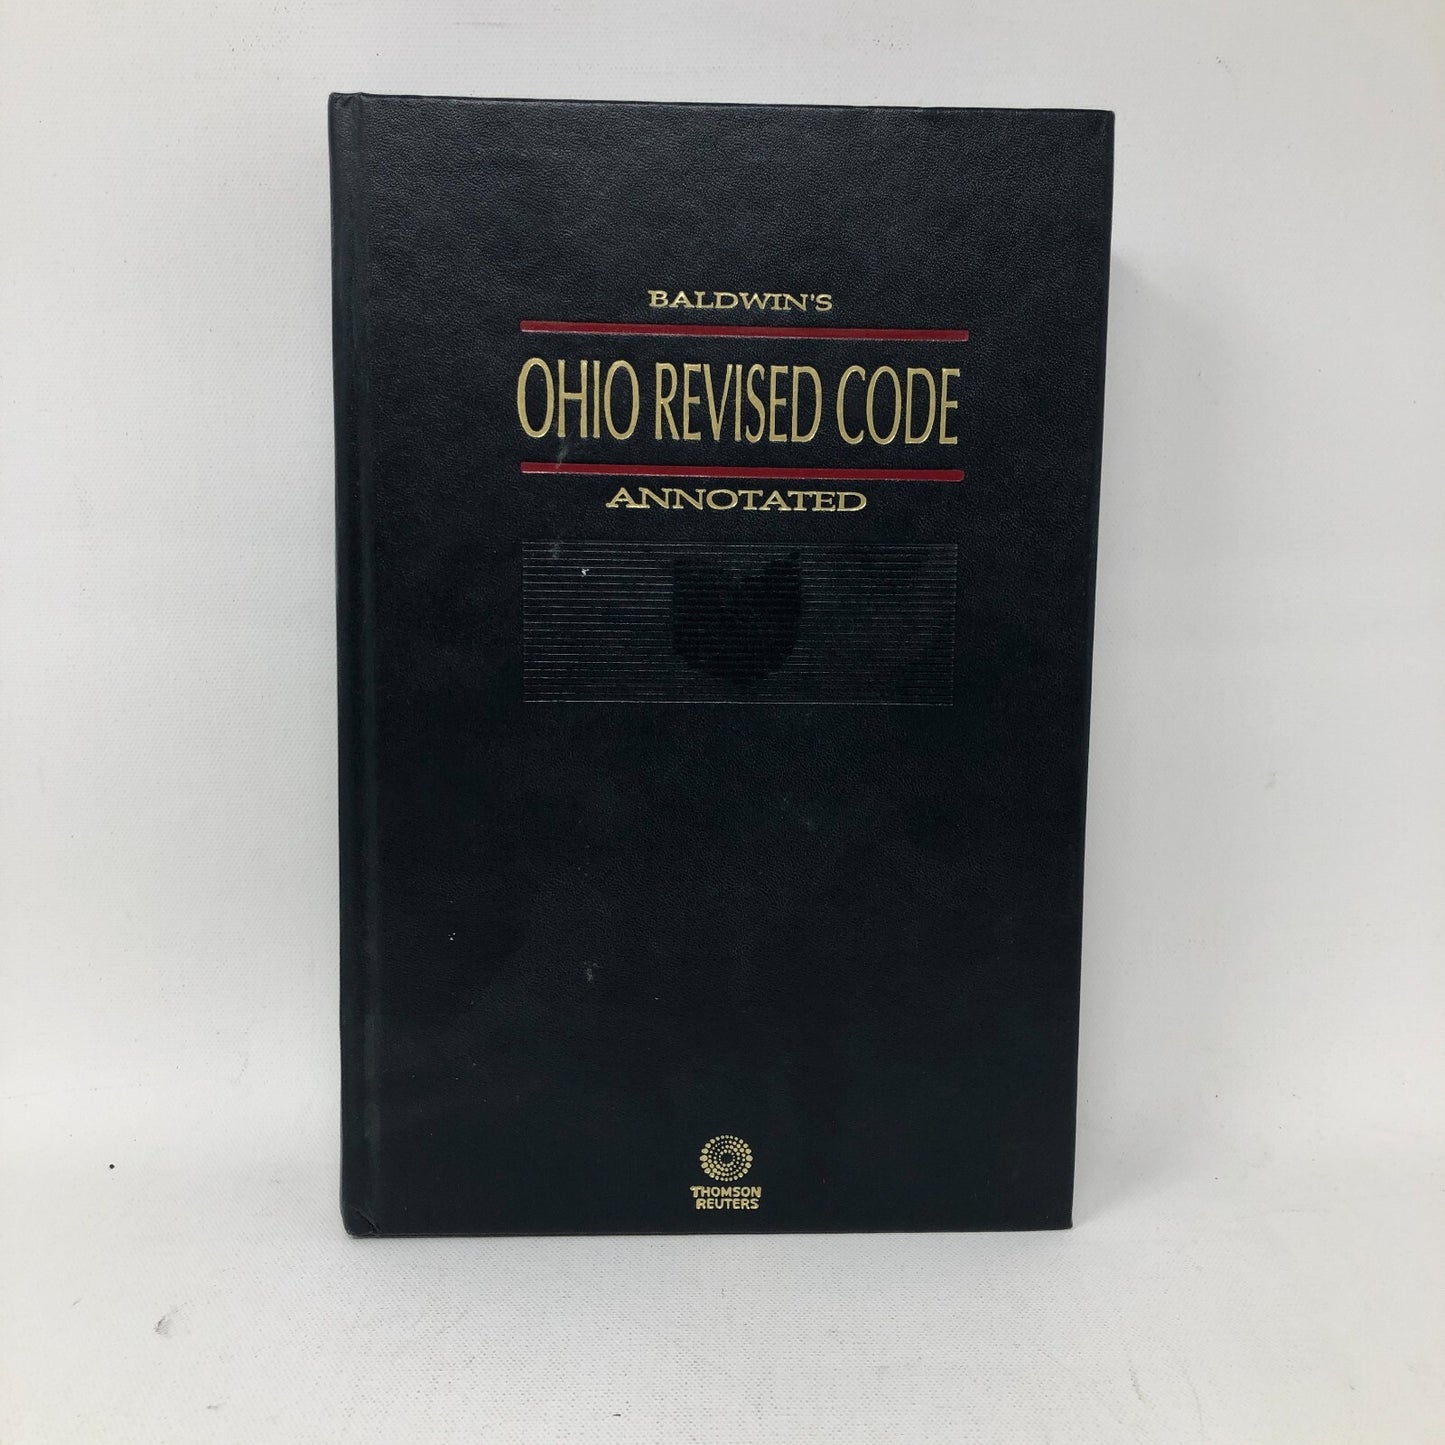 BALDWIN'S
OHIO REVISED CODE
ANNOTATED
THOMSON
REUTERS